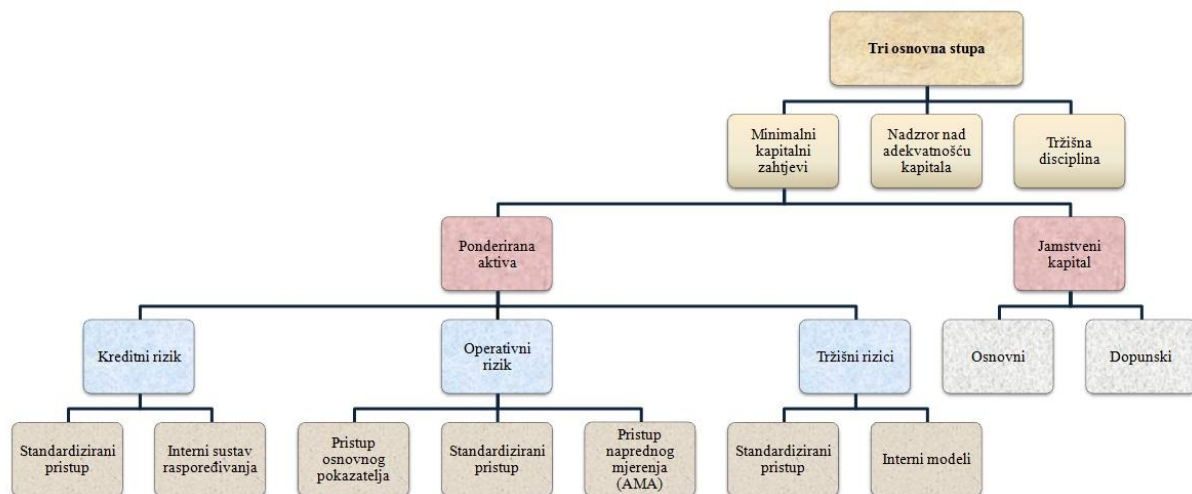 Tri osnovna stupa
Minimalni
kapitalni
zahtjevi
Nadzror nad
adekvatnošću
kapitala
Tržišna
disciplina
Ponderirana
aktiva
Jamstveni
kapital
Kreditni rizik
Operativni
rizik
Tržišni rizici
Osnovni
Dopunski
Standardizirani
pristup
Interni sustav
raspoređivanja
Pristup
osnovnog
pokazatelja
Standardizirani
pristup
Pristup
naprednog
mjerenja
(AMA)
Standardizirani
pristup
Interni modeli